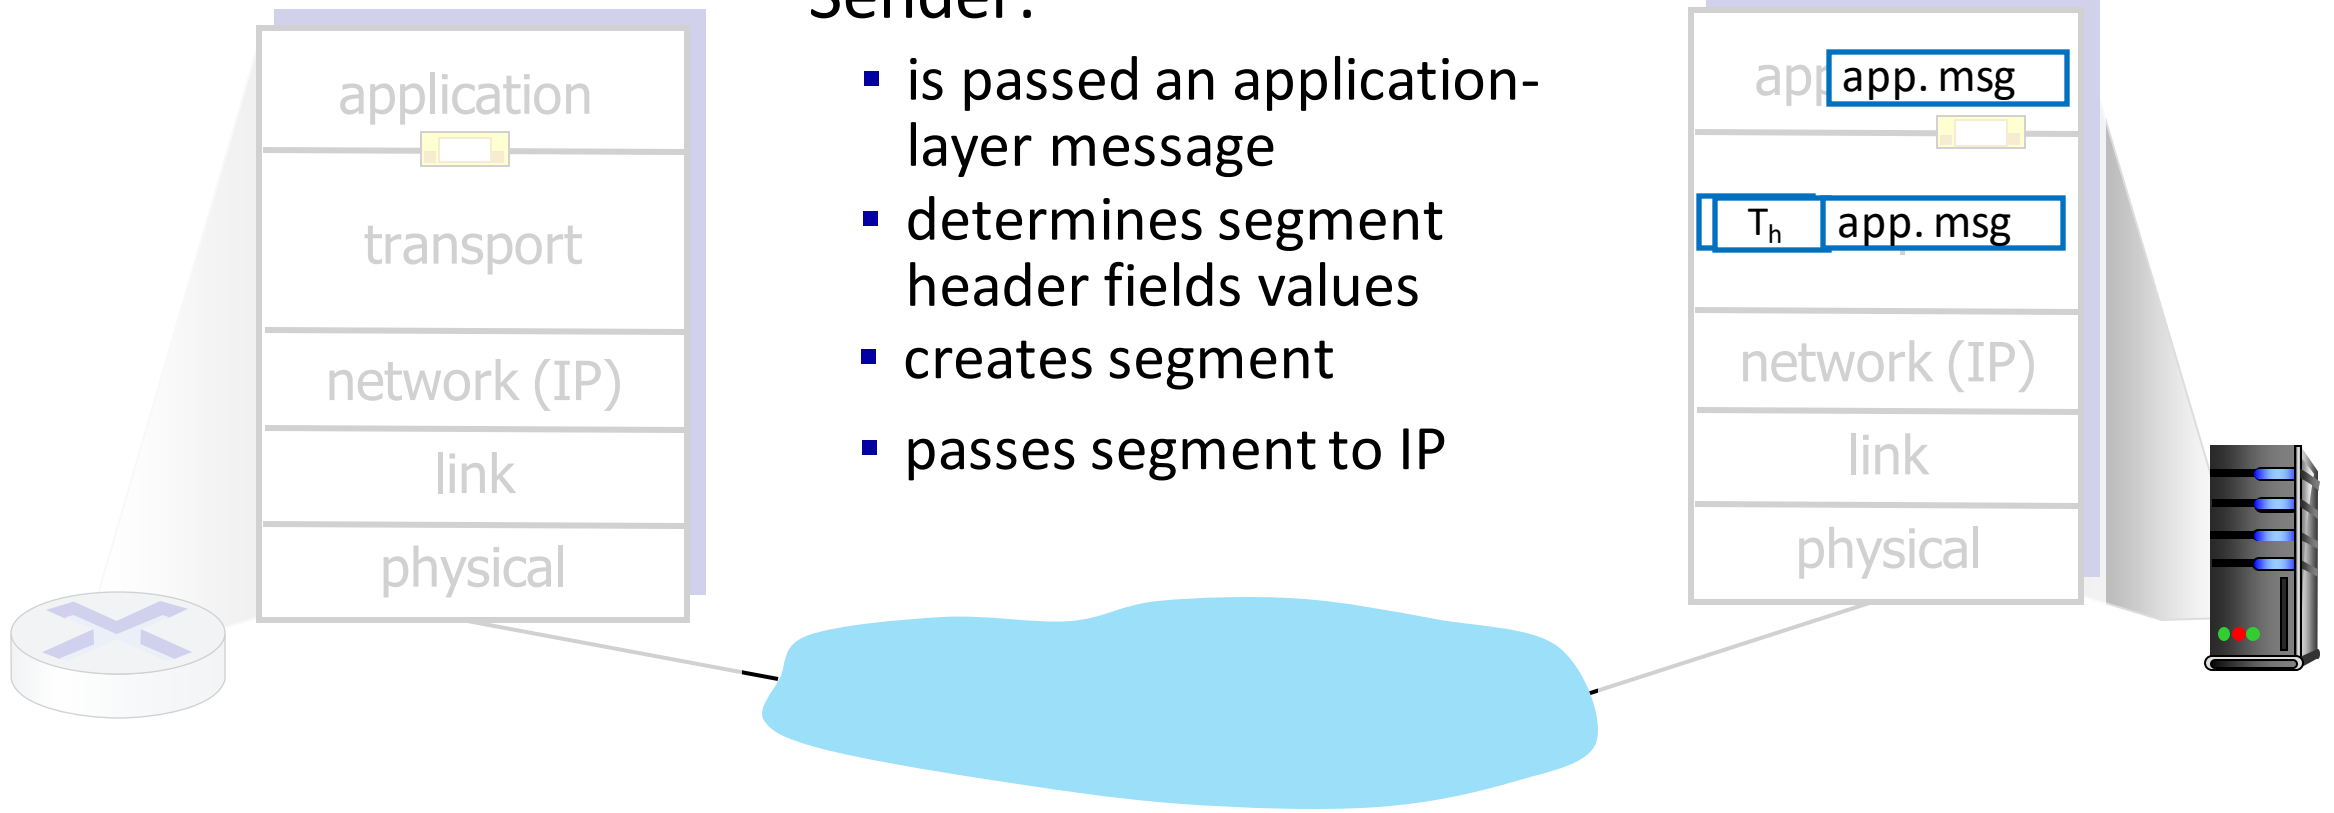 application
transport
network (IP)
link
physical
Sender:
▪ is passed an application-
layer message
▪ determines segment
header fields values
▪ creates segment
▪ passes segment to IP
app
app. msg
Th
app. msg
network (IP)
link
physical